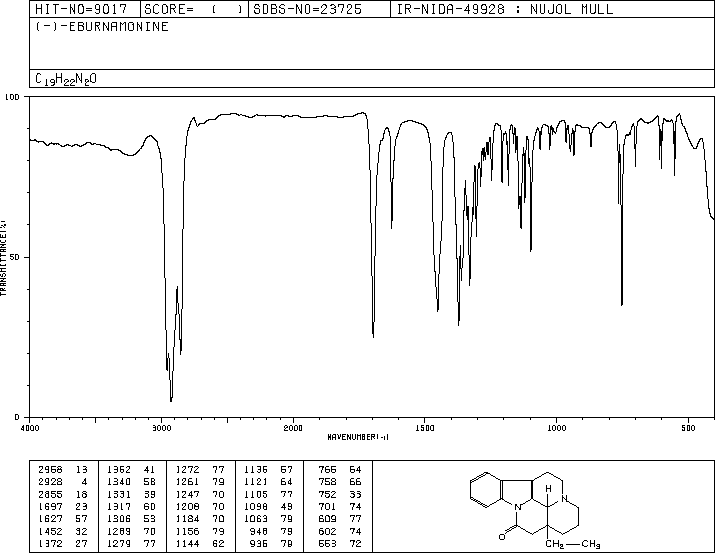 HIT-NO=9017 SCORE= ( ) SDBS-NO=23725 IR-NIDA-49928 : NUJOL MULL
(-)-EBURNAMONINE
C19H22N2O
100
50
0
TRANSMITTANCE(%)
4000 3000 2000 1500 1000 500
WAVENUMBER(-1)
2968 13 1362 41 1272 77 1136 57 766 64
2928 4 1340 58 1261 79 1121 64 758 66
2855 18 1331 39 1247 70 1105 77 752 33
1697 23 1317 60 1208 70 1098 49 701 74
1627 57 1306 53 1184 70 1063 79 609 77
1452 32 1289 70 1156 79 948 79 602 74
1372 27 1279 77 1144 62 936 79 553 72
H
N
N
O
CH2—CH3